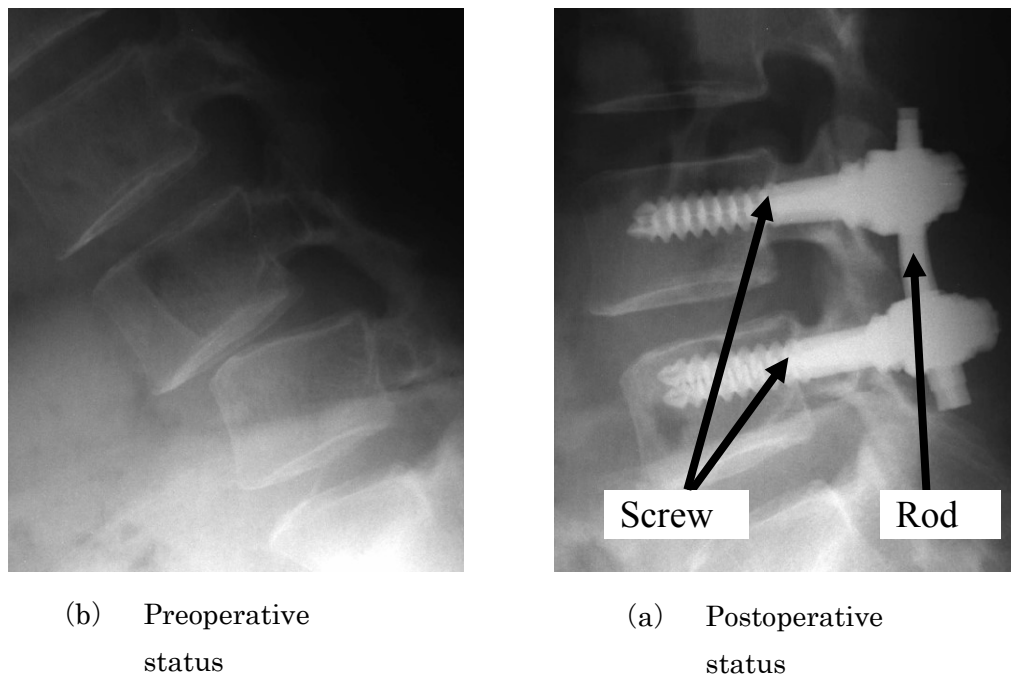 Screw
Rod
(b) Preoperative
status
(a) Postoperative
status